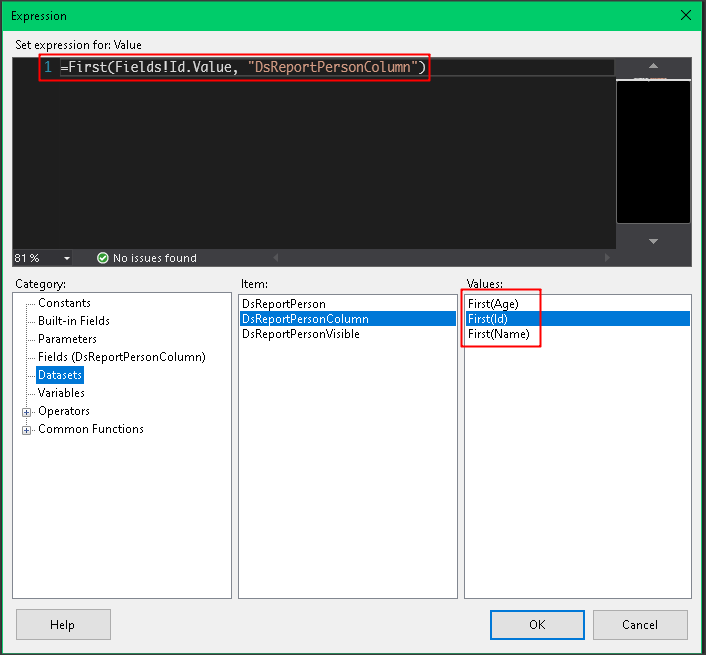 Expression
Set expression for: Value
1 =First(Fields!Id.Value, "DsReportPersonColumn")
81 % No issues found
Category:
Constants
Built-in Fields
Parameters
Fields (DsReportPersonColumn)
Datasets
Variables
Operators
Common Functions
Item:
DsReportPerson
DsReportPersonColumn
DsReportPersonVisible
Values:
First(Age)
First(Id)
First(Name)
Help
OK
Cancel